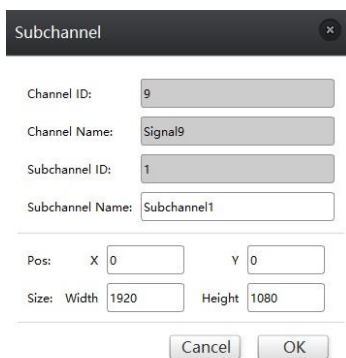 Subchannel
Channel ID: 9
Channel Name: Signal9
Subchannel ID: 1
Subchannel Name: Subchannel1
Pos: X 0 Y 0
Size: Width 1920 Height 1080
Cancel OK